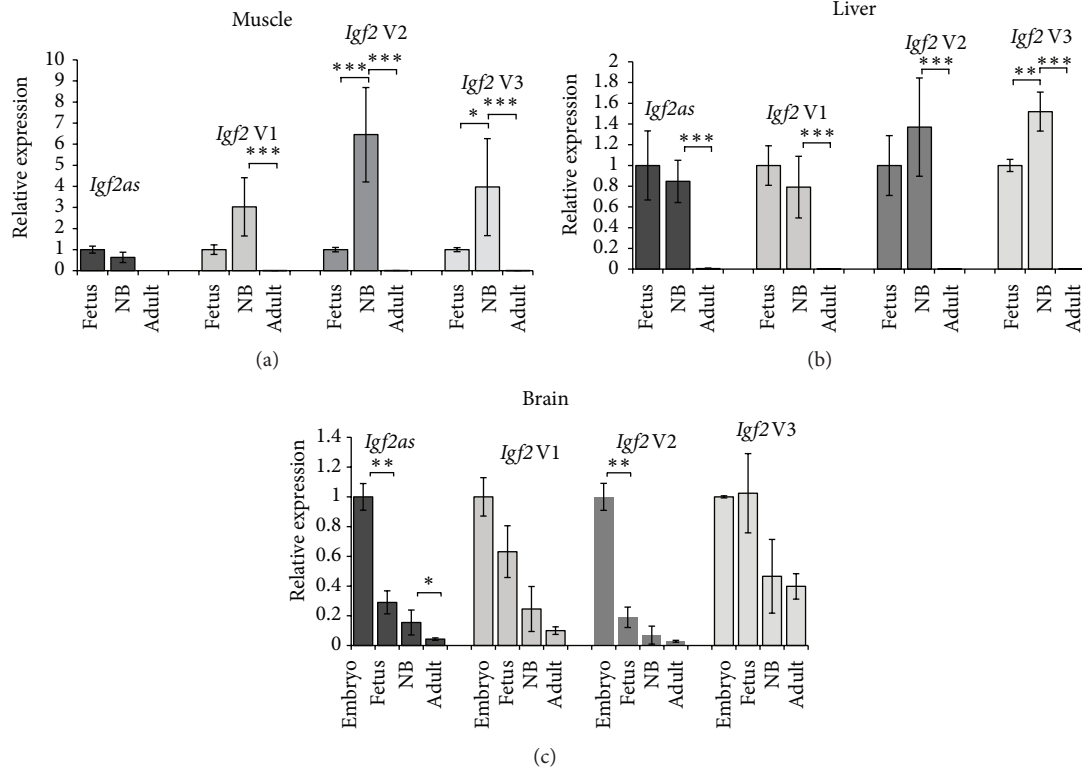 Muscle
Relative expression
10
9
8
7
6
5
4
3
2
1
0
Igf2as
Igf2 V1
***
Igf2 V2
*** ***
Igf2 V3
***
*
Fetus NB Adult Fetus NB Adult Fetus NB Adult Fetus NB Adult
(a)
Liver
Relative expression
2
1.8
1.6
1.4
1.2
1
0.8
0.6
0.4
0.2
0
Igf2as
***
Igf2 V1
***
Igf2 V2
***
Igf2 V3
** ***
Fetus NB Adult Fetus NB Adult Fetus NB Adult Fetus NB Adult
(b)
Brain
Relative expression
1.4
1.2
1
0.8
0.6
0.4
0.2
0
Igf2as
**
*
Igf2 V1
Igf2 V2
**
Igf2 V3
Embryo Fetus NB Adult Embryo Fetus NB Adult Embryo Fetus NB Adult Embryo Fetus NB Adult
(c)